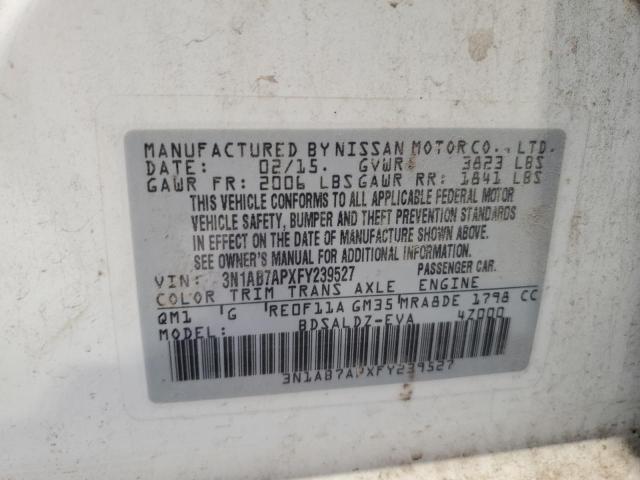 MANUFACTURED BY NISSAN MOTOR CO., LTD.
DATE: 02/15. GVWR: 3823 LBS
GAWR FR: 2006 LBS GAWR RR: 1841 LBS
THIS VEHICLE CONFORMS TO ALL APPLICABLE FEDERAL MOTOR
VEHICLE SAFETY, BUMPER AND THEFT PREVENTION STANDARDS
IN EFFECT ON THE DATE OF MANUFACTURE SHOWN ABOVE.
SEE OWNER'S MANUAL FOR ADDITIONAL INFORMATION.
VIN: 3N1AB7APXFY239527 PASSENGER CAR.
COLOR TRIM TRANS AXLE ENGINE
QM1 G RE0F11A GM35 MRA8DE 1798 CC
MODEL: BDSALDZ-EVA 4Z000
3N1AB7APXFY239527